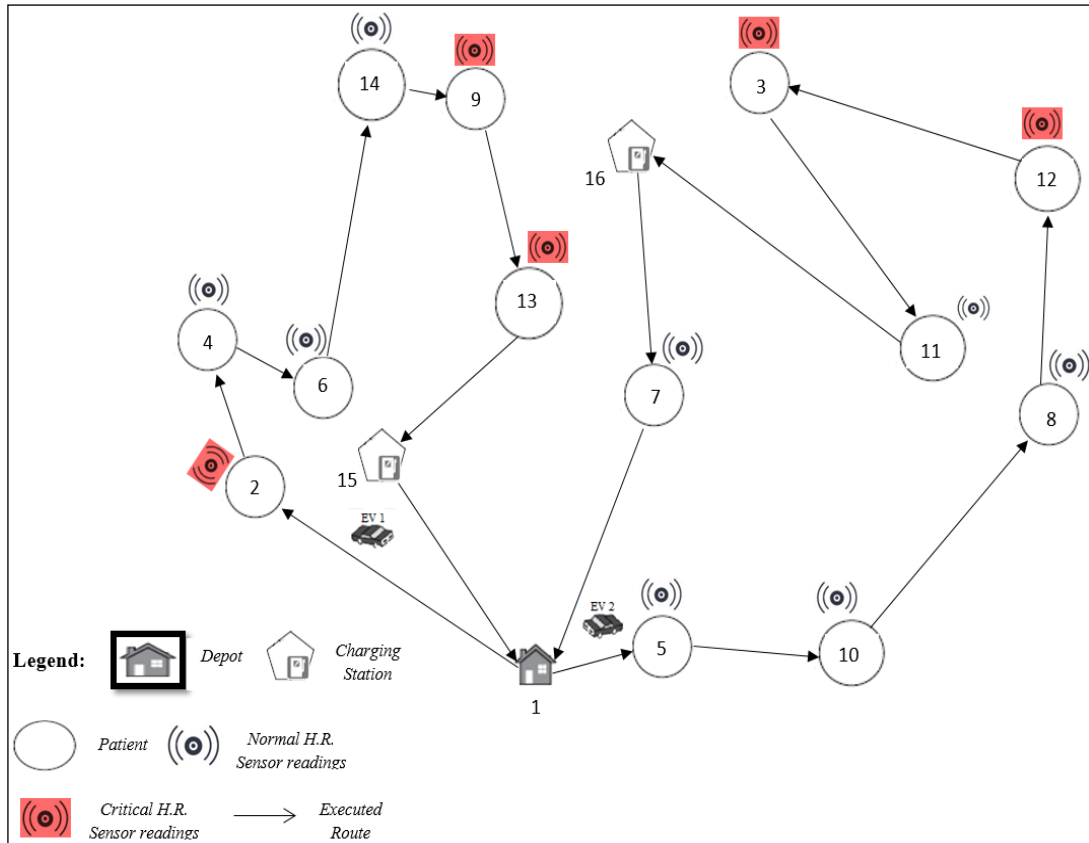 14
9
3
16
12
13
4
11
6
7
8
2
15
EV 1
EV 2
5
10
1
Legend:
Depot
Charging
Station
Patient
Normal H.R.
Sensor readings
Critical H.R.
Sensor readings
Executed
Route